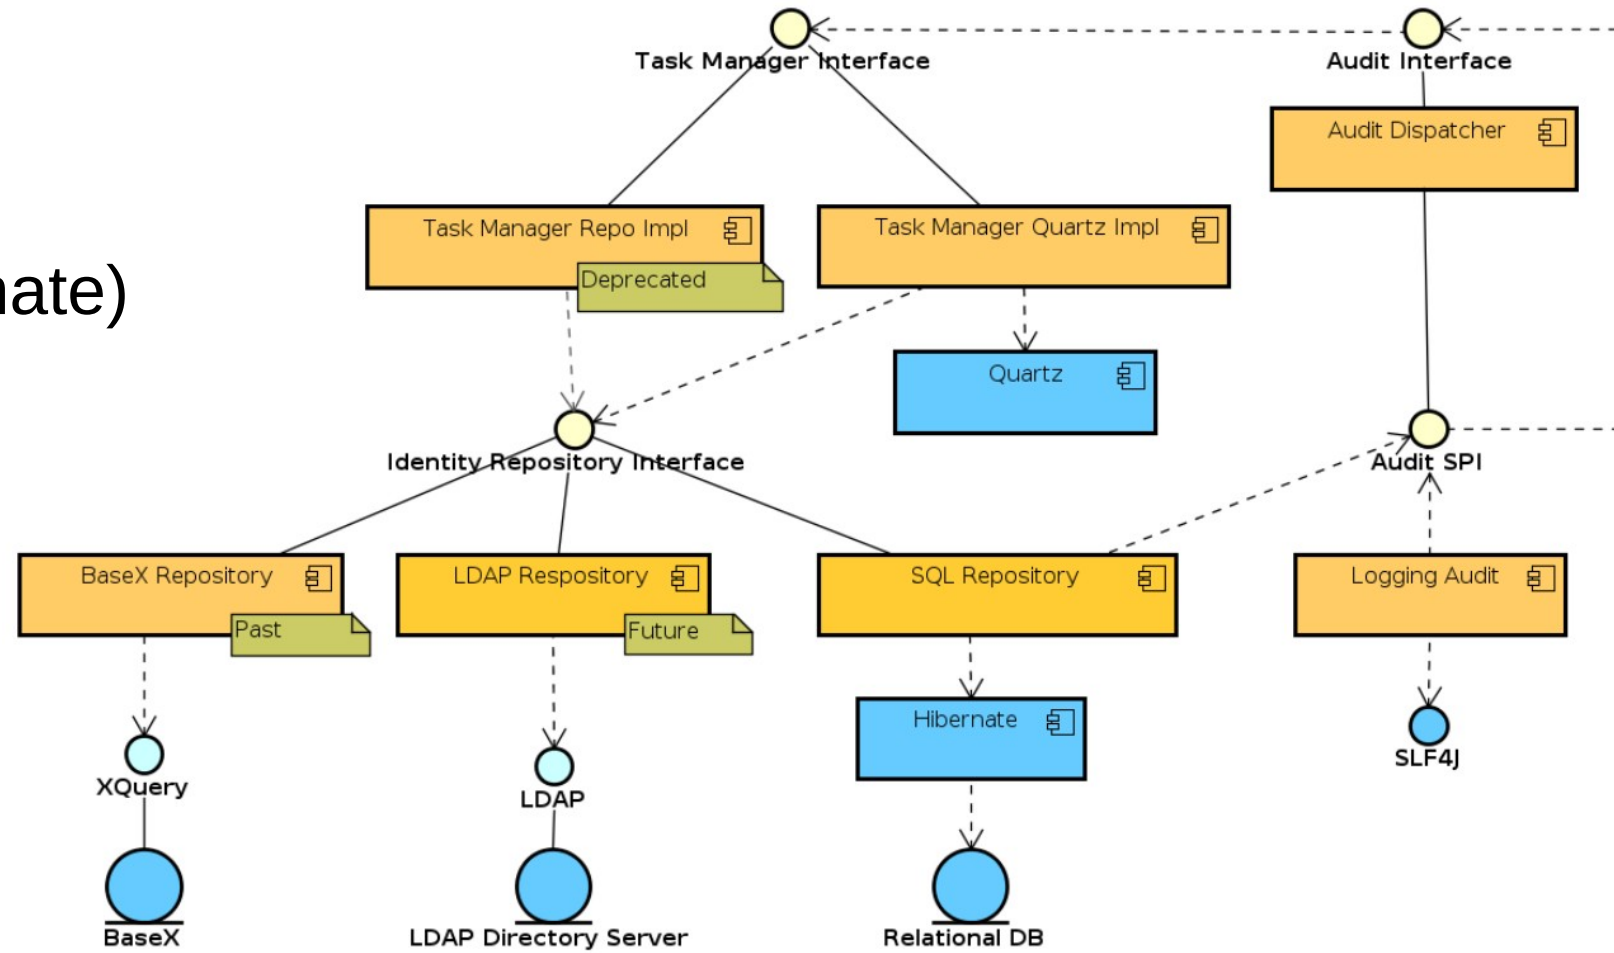 Task Manager Interface
Audit Interface
Audit Dispatcher
Task Manager Repo Impl
Deprecated
Task Manager Quartz Impl
nate)
Quartz
Identity Repository Interface
Audit SPI
BaseX Repository
Past
LDAP Respository
Future
SQL Repository
Logging Audit
Hibernate
XQuery
LDAP
SLF4J
BaseX
LDAP Directory Server
Relational DB